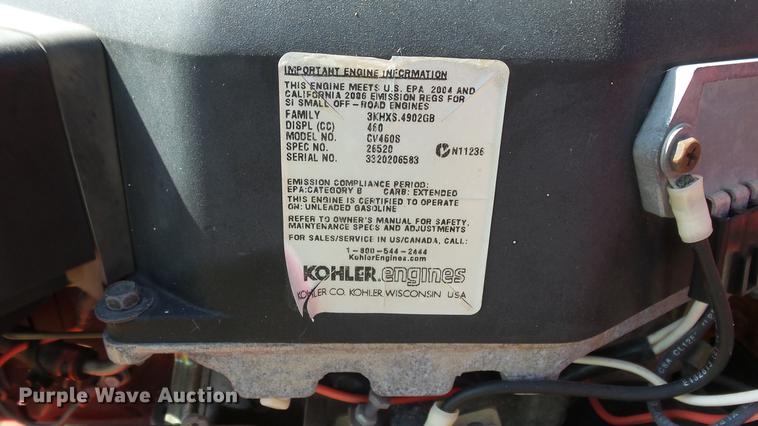 IMPORTANT ENGINE INFORMATION
THIS ENGINE MEETS U.S. EPA 2004 AND
CALIFORNIA 2006 EMISSION REGS FOR
SI SMALL OFF-ROAD ENGINES
FAMILY 3KHXS.4902GB
DISPL (CC) 460
MODEL NO. CV460S
SPEC NO. 26520 N11236
SERIAL NO. 3320206583
EMISSION COMPLIANCE PERIOD:
EPA:CATEGORY B CARB: EXTENDED
THIS ENGINE IS CERTIFIED TO OPERATE
ON: UNLEADED GASOLINE
REFER TO OWNER'S MANUAL FOR SAFETY,
MAINTENANCE SPECS AND ADJUSTMENTS
FOR SALES/SERVICE IN US/CANADA, CALL:
1-800-544-2444
KohlerEngines.com
KOHLER.engines
KOHLER CO. KOHLER, WISCONSIN USA
Purple Wave Auction